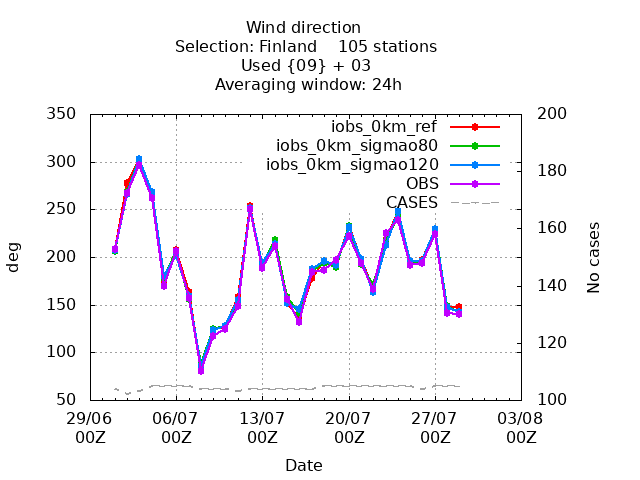 Wind direction
Selection: Finland 105 stations
Used {09} + 03
Averaging window: 24h
350
300
250
200
150
100
50
deg
200
180
160
140
120
100
No cases
iobs_0km_ref
iobs_0km_sigmao80
iobs_0km_sigmao120
OBS
CASES
29/06 06/07 13/07 20/07 27/07 03/08
00Z 00Z 00Z 00Z 00Z 00Z
Date